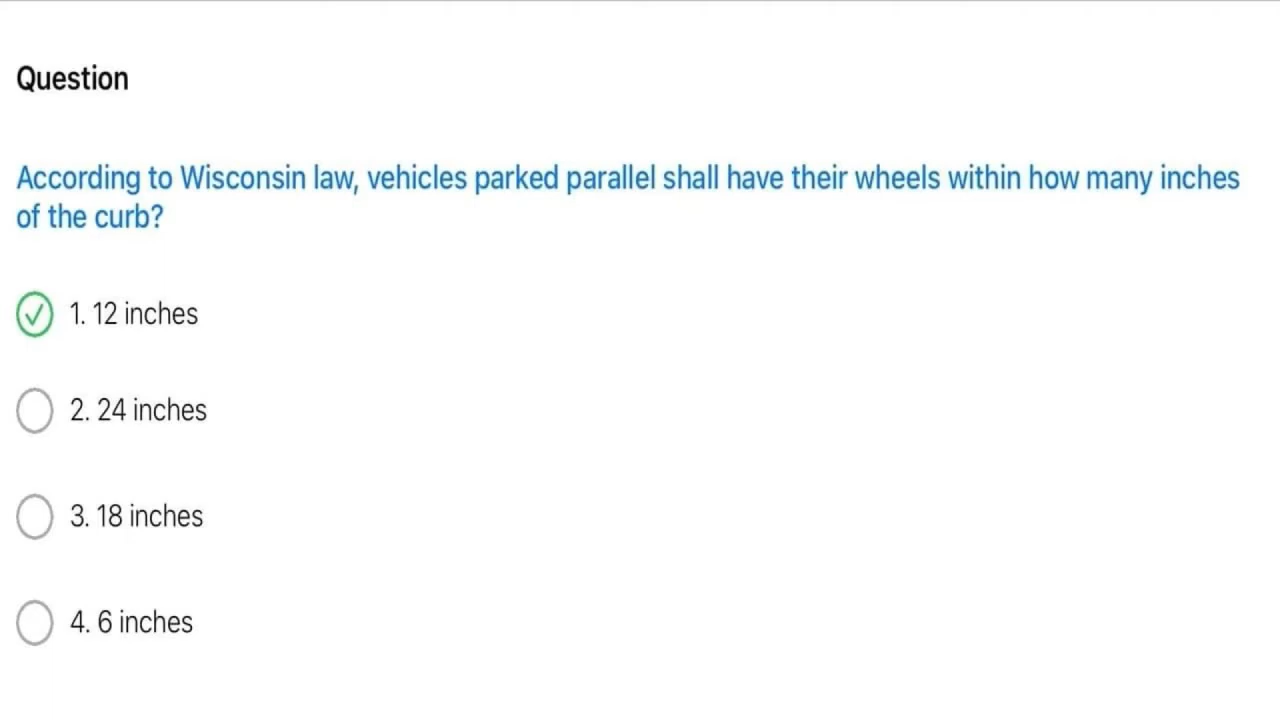 Question
According to Wisconsin law, vehicles parked parallel shall have their wheels within how many inches
of the curb?
1. 12 inches
2. 24 inches
3. 18 inches
4. 6 inches